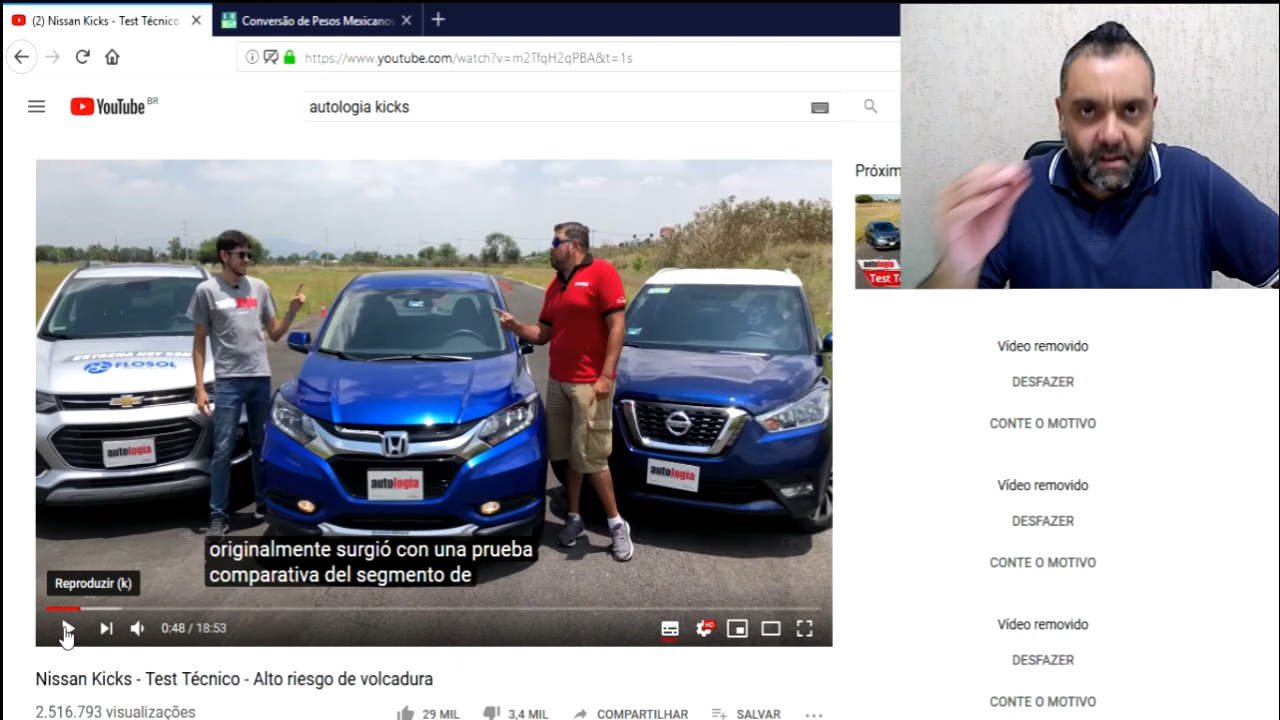 (2) Nissan Kicks - Test Técnico
Conversão de Pesos Mexicanos
https://www.youtube.com/watch?v=m2TfqH2qPBA&t=1s
YouTube BR
autologia kicks
Próxim
ESTRENA HOY CON
FLOSOL
autologia
autologia
autologia
autologia
Test T
originalmente surgió con una prueba
comparativa del segmento de
Reproduzir (k)
0:48 / 18:53
HD
Vídeo removido
DESFAZER
CONTE O MOTIVO
Vídeo removido
DESFAZER
CONTE O MOTIVO
Vídeo removido
DESFAZER
CONTE O MOTIVO
Nissan Kicks - Test Técnico - Alto riesgo de volcadura
2.516.793 visualizações
29 MIL
3,4 MIL
COMPARTILHAR
SALVAR